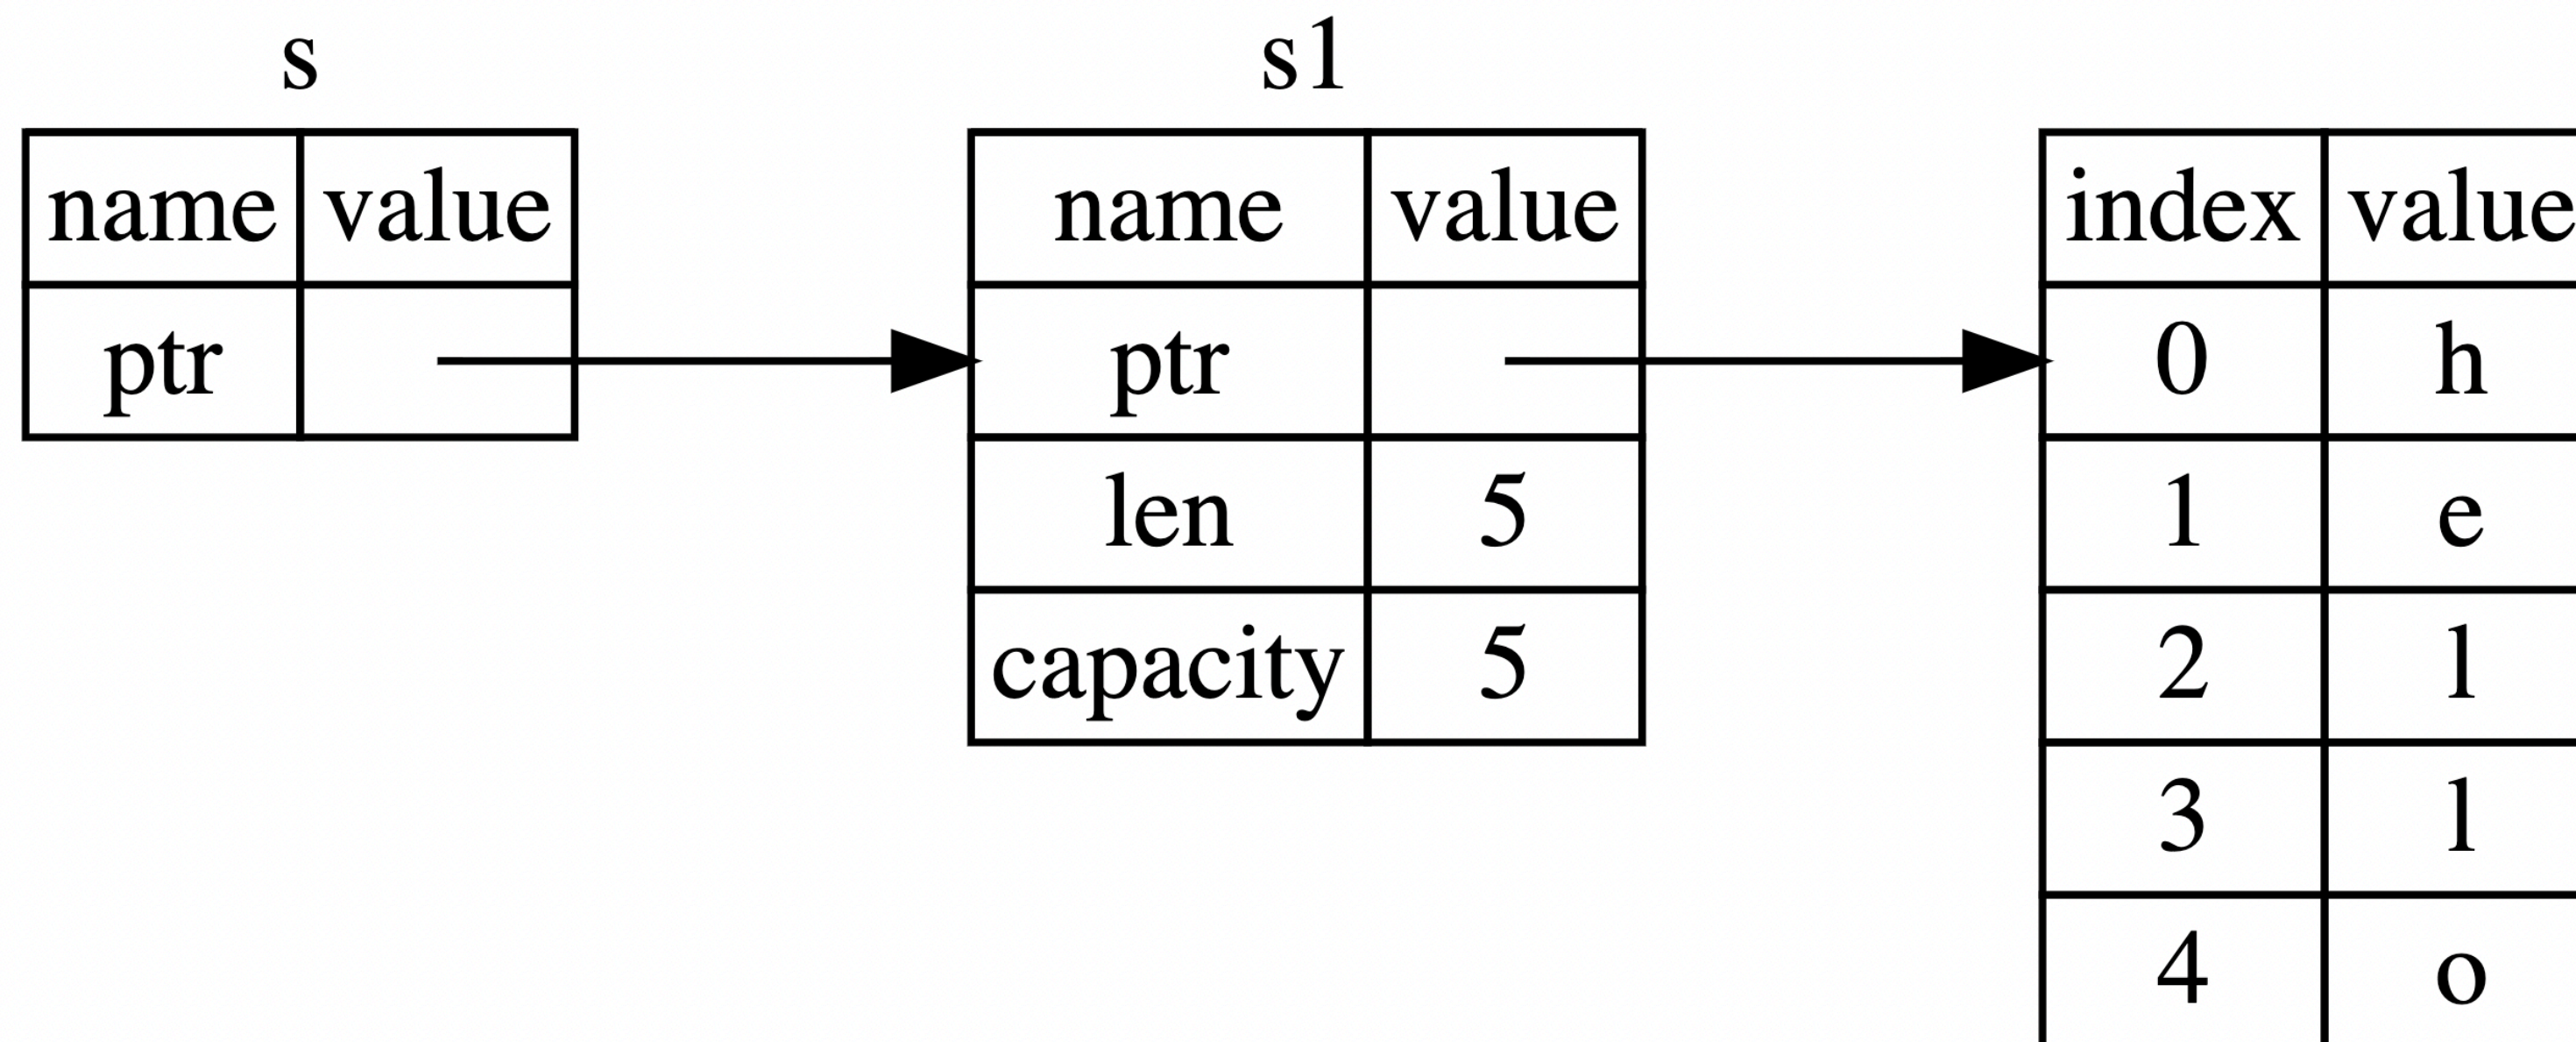 s
name value
ptr
s1
name value
ptr
len 5
capacity 5
index value
0 h
1 e
2 l
3 l
4 o